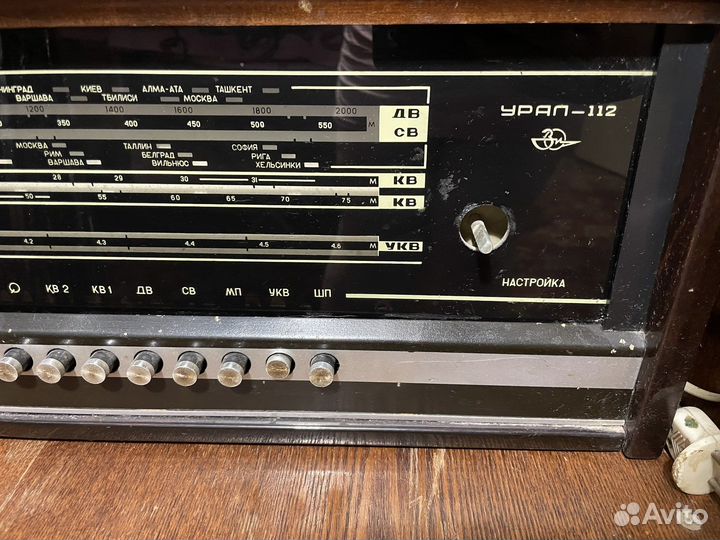 КИЕВ АЛМА-АТА ТАШКЕНТ
ВАРШАВА ТБИЛИСИ МОСКВА
1200 1400 1600 1800 2000
ДВ
350 400 450 500 550 М
СВ
МОСКВА ТАЛЛИН СОФИЯ
РИМ БЕЛГРАД РИГА
ВАРШАВА ВИЛЬНЮС ХЕЛЬСИНКИ
28 29 30 31 М КВ
50 55 60 65 70 75 М КВ
4.2 4.3 4.4 4.5 4.6 М УКВ
КВ 2 КВ 1 ДВ СВ МП УКВ ШП
УРАЛ-112
НАСТРОЙКА
Avito